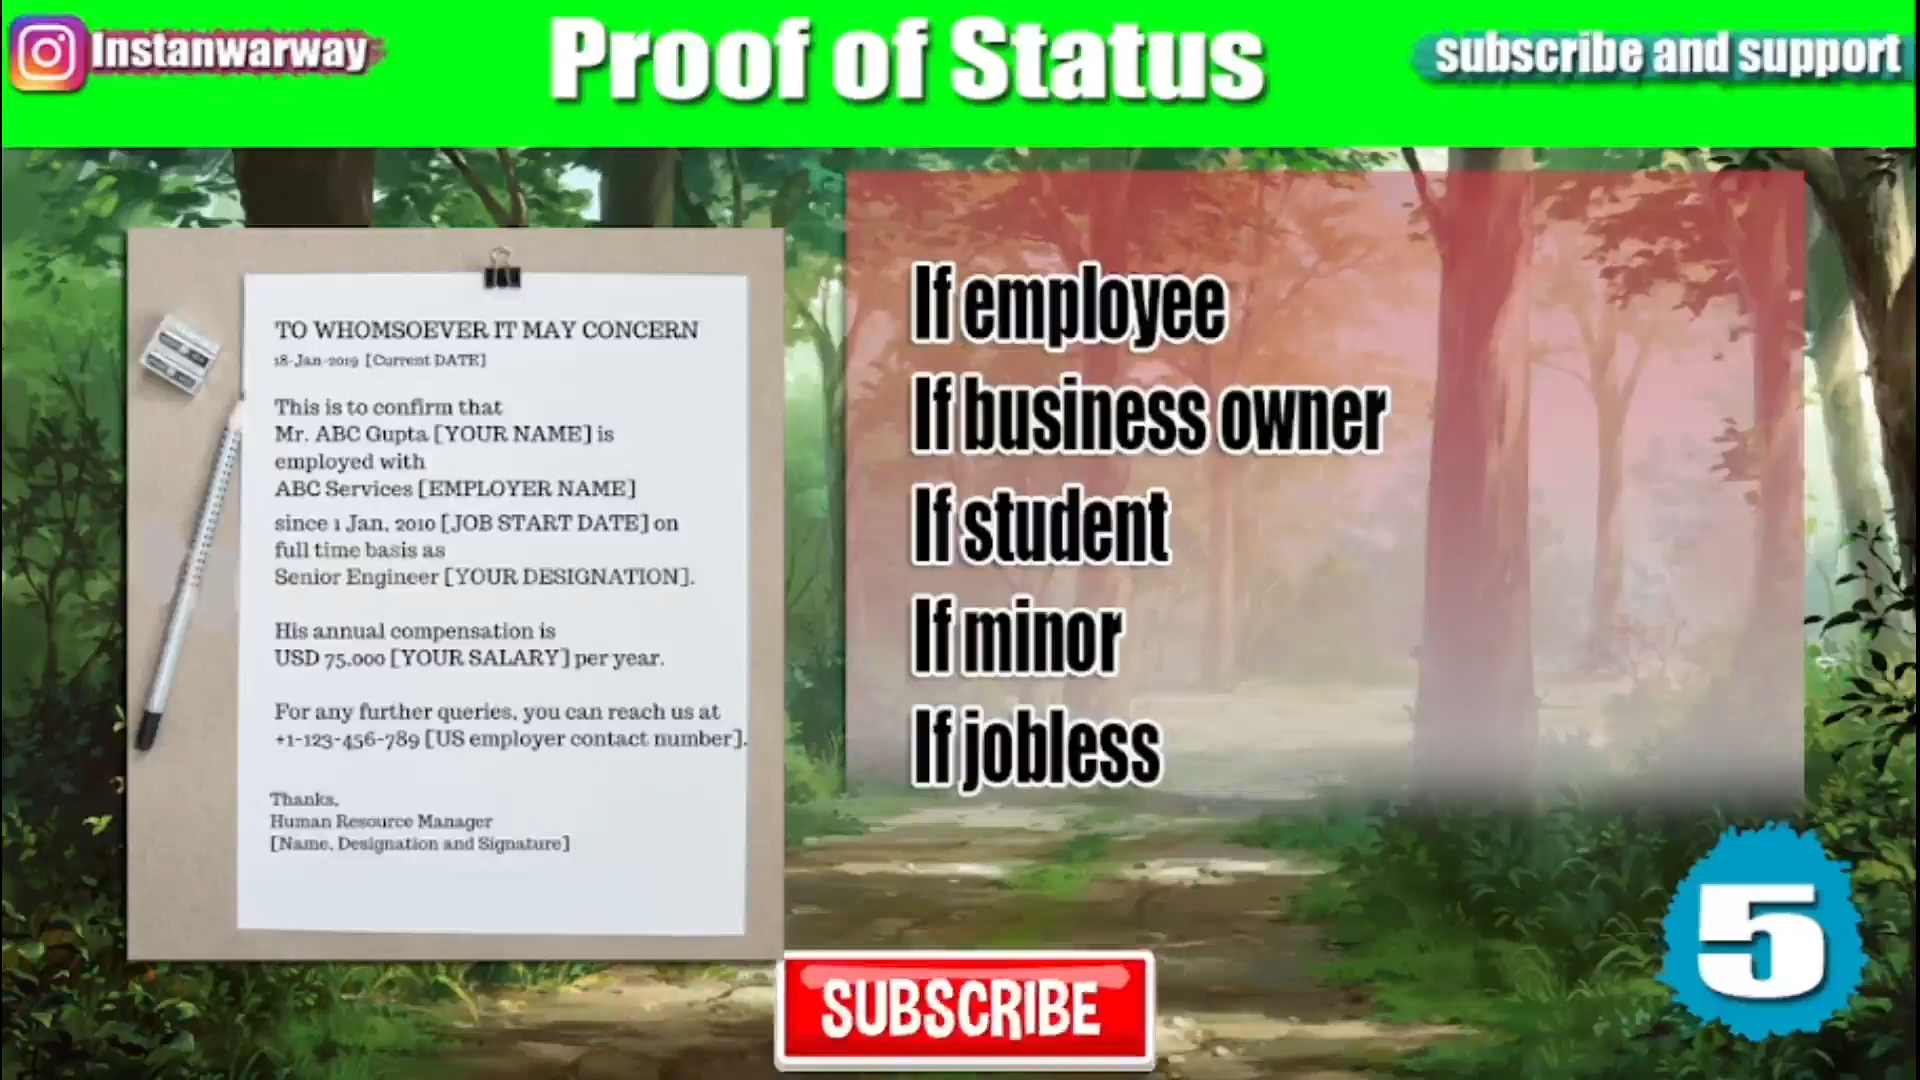 Instanwarway
Proof of Status
subscribe and support
TO WHOMSOEVER IT MAY CONCERN
18-Jan-2019 [Current DATE]
This is to confirm that
Mr. ABC Gupta [YOUR NAME] is
employed with
ABC Services [EMPLOYER NAME]
since 1 Jan, 2010 [JOB START DATE] on
full time basis as
Senior Engineer [YOUR DESIGNATION].
His annual compensation is
USD 75,000 [YOUR SALARY] per year.
For any further queries, you can reach us at
+1-123-456-789 [US employer contact number].
Thanks,
Human Resource Manager
[Name, Designation and Signature]
If employee
If business owner
If student
If minor
If jobless
5
SUBSCRIBE